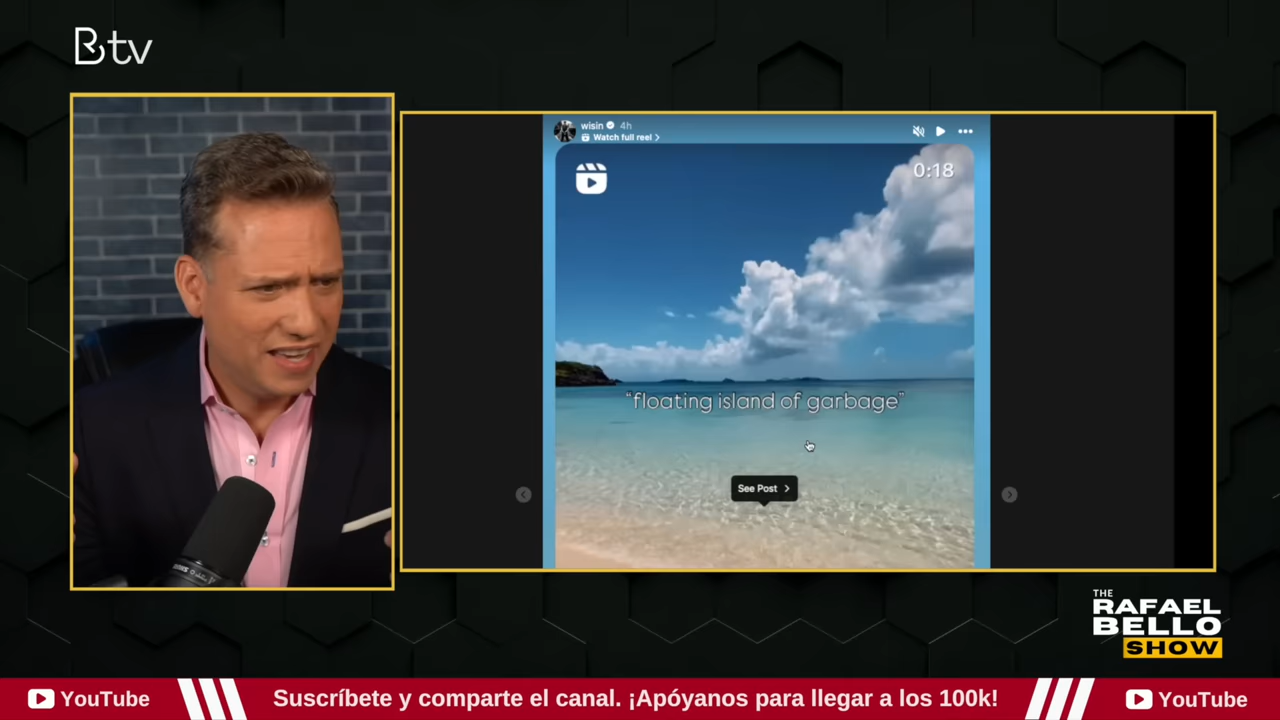 Btv
wisin 4h
Watch full reel >
0:18
“floating island of garbage”
See Post >
THE
RAFAEL
BELLO
SHOW
YouTube
Suscríbete y comparte el canal. ¡Apóyanos para llegar a los 100k!
YouTube